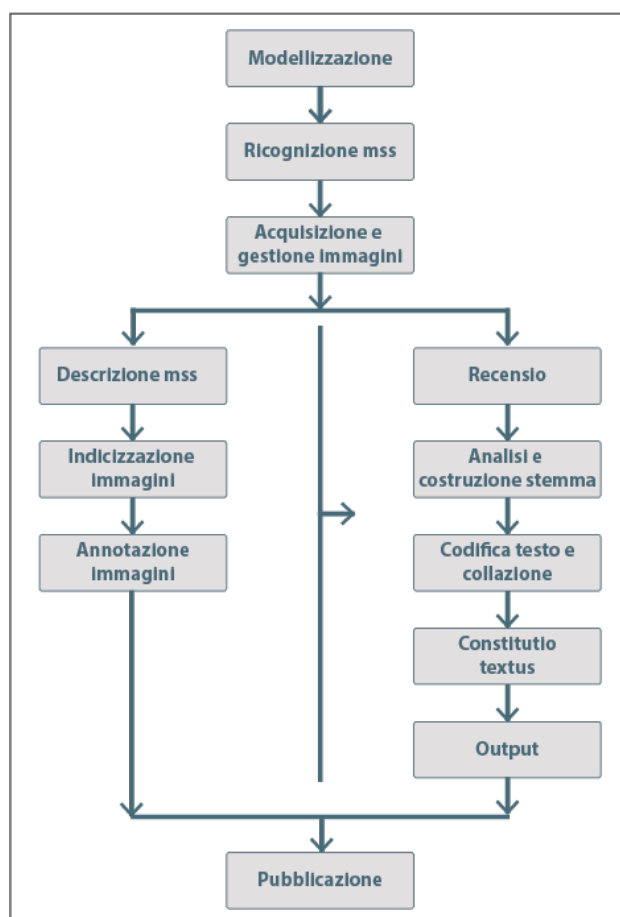 Modellizzazione
Ricognizione mss
Acquisizione e
gestione immagini
Descrizione mss
Indicizzazione
immagini
Annotazione
immagini
Recensio
Analisi e
costruzione stemma
Codifica testo e
collazione
Constitutio
textus
Output
Pubblicazione